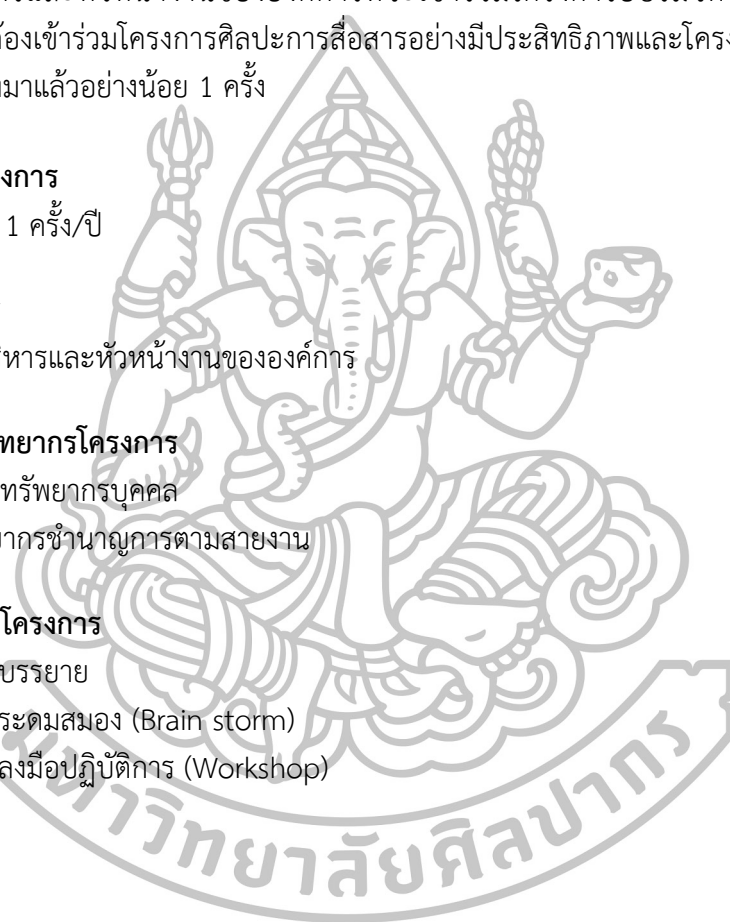 ต้องเข้าร่วมโครงการศิลปะการสื่อสารอย่างมีประสิทธิภาพและโครง
มาแล้วอย่างน้อย 1 ครั้ง
งการ
1 ครั้ง/ปี
หารและหัวหน้างานขององค์การ
ทยากรโครงการ
ทรัพยากรบุคคล
ยากรชำนาญการตามสายงาน
โครงการ
บรรยาย
ระดมสมอง (Brain storm)
ลงมือปฏิบัติการ (Workshop)
มหาวิทยาลัยศิลปากร